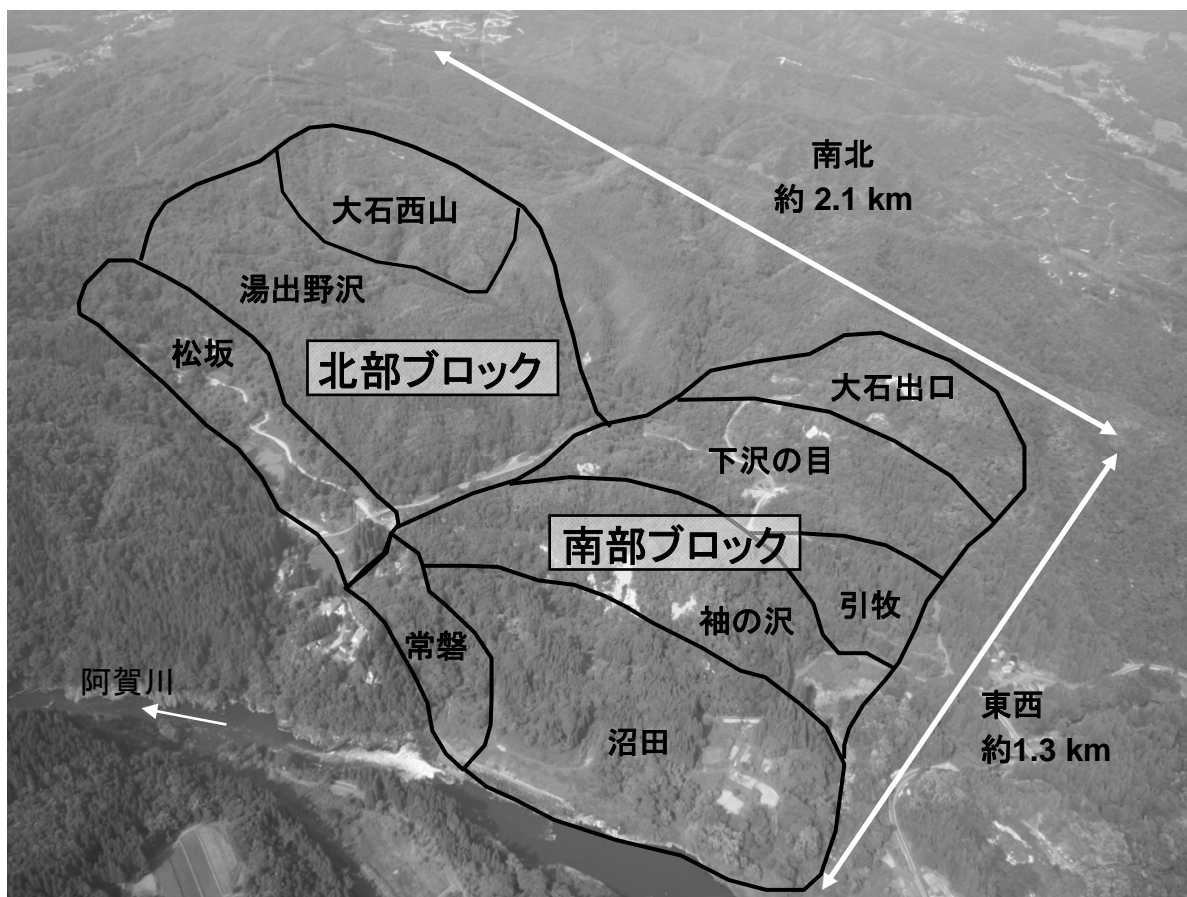 南北
約 2.1 km
大石西山
湯出野沢
松坂
北部ブロック
大石出口
下沢の目
南部ブロック
引牧
袖の沢
常磐
阿賀川
沼田
東西
約1.3 km